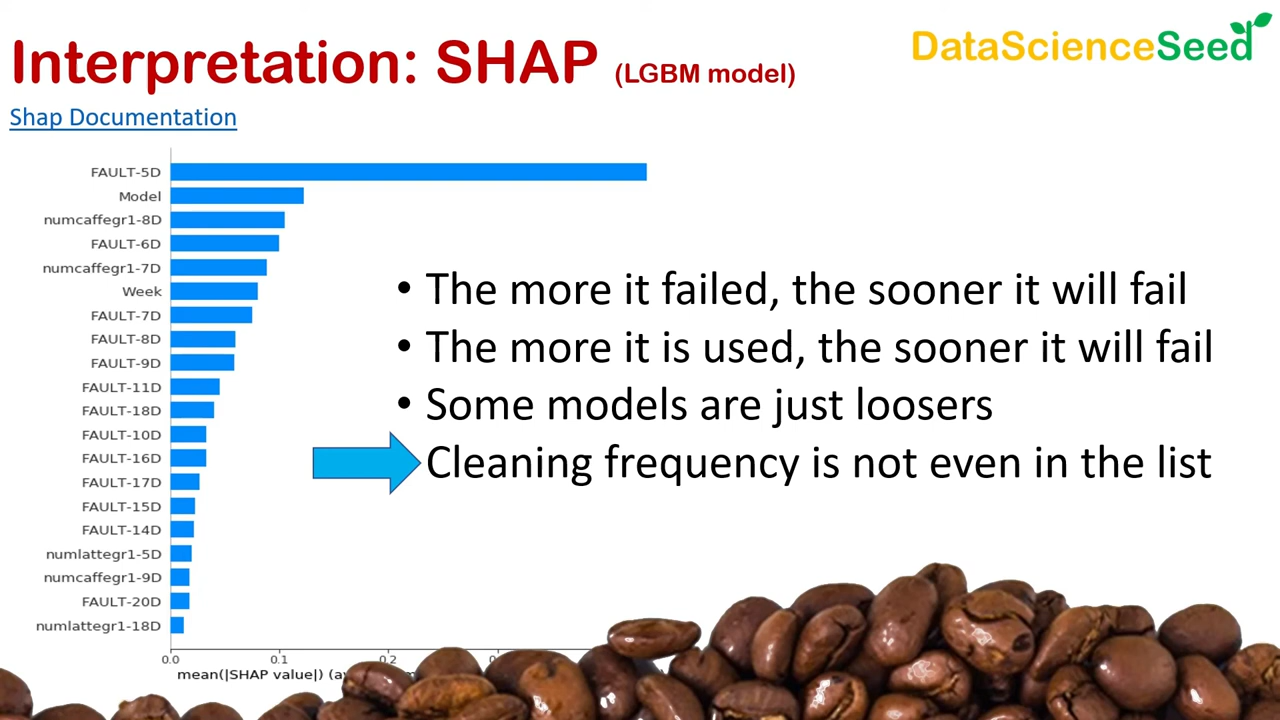 Interpretation: SHAP (LGBM model)
DataScienceSeed
Shap Documentation
FAULT-5D
Model
numcaffegr1-8D
FAULT-6D
numcaffegr1-7D
Week
FAULT-7D
FAULT-8D
FAULT-9D
FAULT-11D
FAULT-18D
FAULT-10D
FAULT-16D
FAULT-17D
FAULT-15D
FAULT-14D
numlattegr1-5D
numcaffegr1-9D
FAULT-20D
numlattegr1-18D
0.0 0.1 0.2
mean(|SHAP value|)
• The more it failed, the sooner it will fail
• The more it is used, the sooner it will fail
• Some models are just loosers
Cleaning frequency is not even in the list